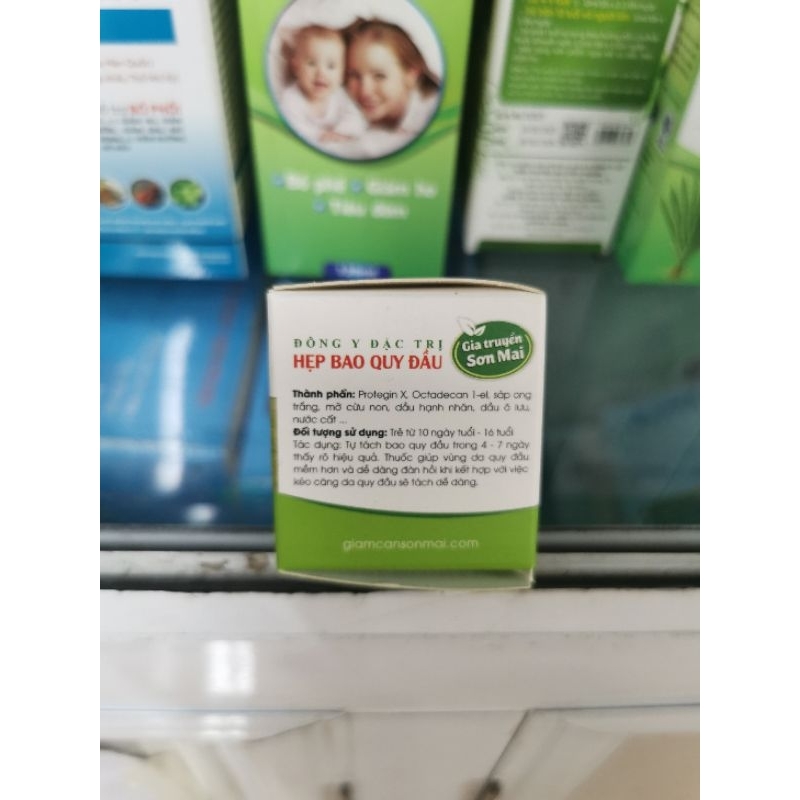 ĐÔNG Y ĐẶC TRỊ
HẸP BAO QUY ĐẦU
Gia truyền
Sơn Mai
Thành phần: Protegin X, Octadecan 1-el, sáp ong
trắng, mỡ cừu non, dầu hạnh nhân, dầu ô lưu,
nước cất ...
Đối tượng sử dụng: Trẻ từ 10 ngày tuổi - 16 tuổi
Tác dụng: Tự tách bao quy đầu trong 4 - 7 ngày
thấy rõ hiệu quả. Thuốc giúp vùng da quy đầu
mềm hơn và dễ dàng đàn hồi khi kết hợp với việc
kéo căng da quy đầu sẽ tách dễ dàng.
giamcansonmai.com